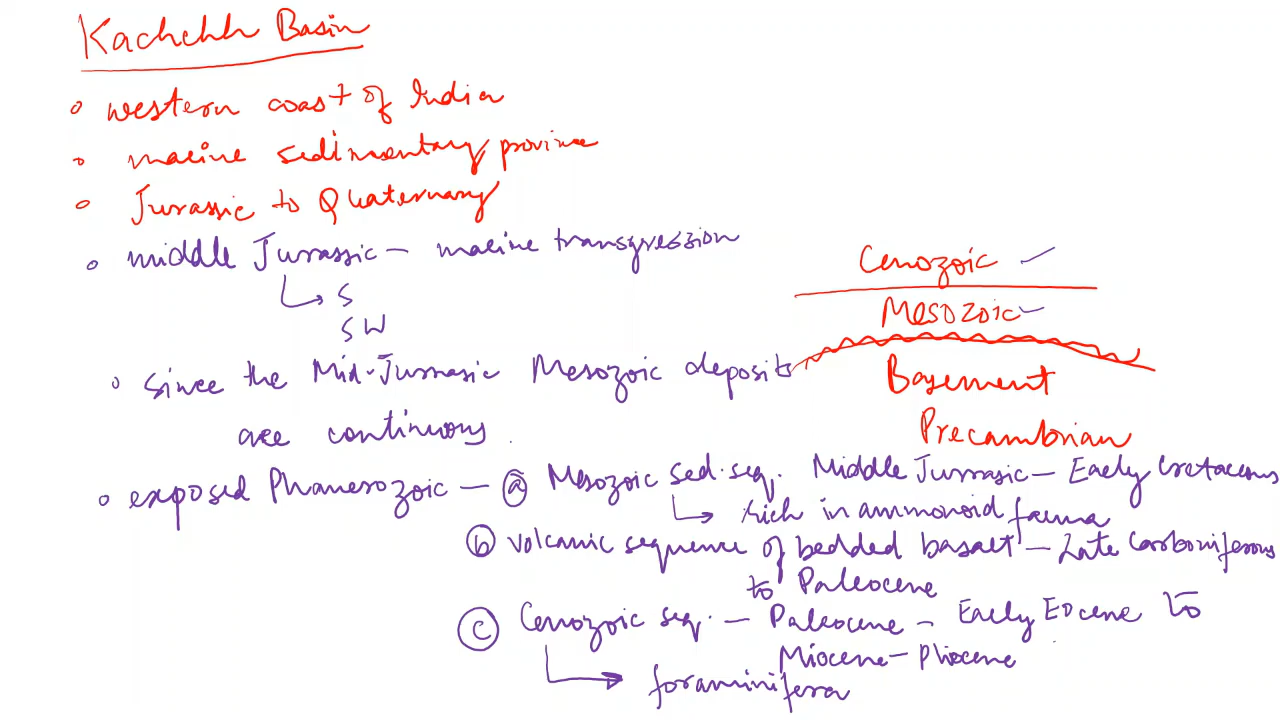 Kachchh Basin
◦ western coast of India
◦ marine sedimentary province
◦ Jurassic to Quaternary
◦ middle Jurassic – marine transgression
↳ S
SW
Cenozoic ✓
Mesozoic ✓
Basement
Precambrian
◦ since the Mid-Jurrasic Mesozoic deposits
are continuous.
◦ exposed Phanerozoic – ⓐ Mesozoic sed. seq. Middle Jurrasic – Early Cretaceous
↳ rich in ammonoid fauna
ⓑ volcanic sequence of bedded basalt – Late Carboniferous
to Paleocene
ⓒ Cenozoic seq. – Paleocene – Early Eocene to
Miocene – Pliocene
↳ foraminifera